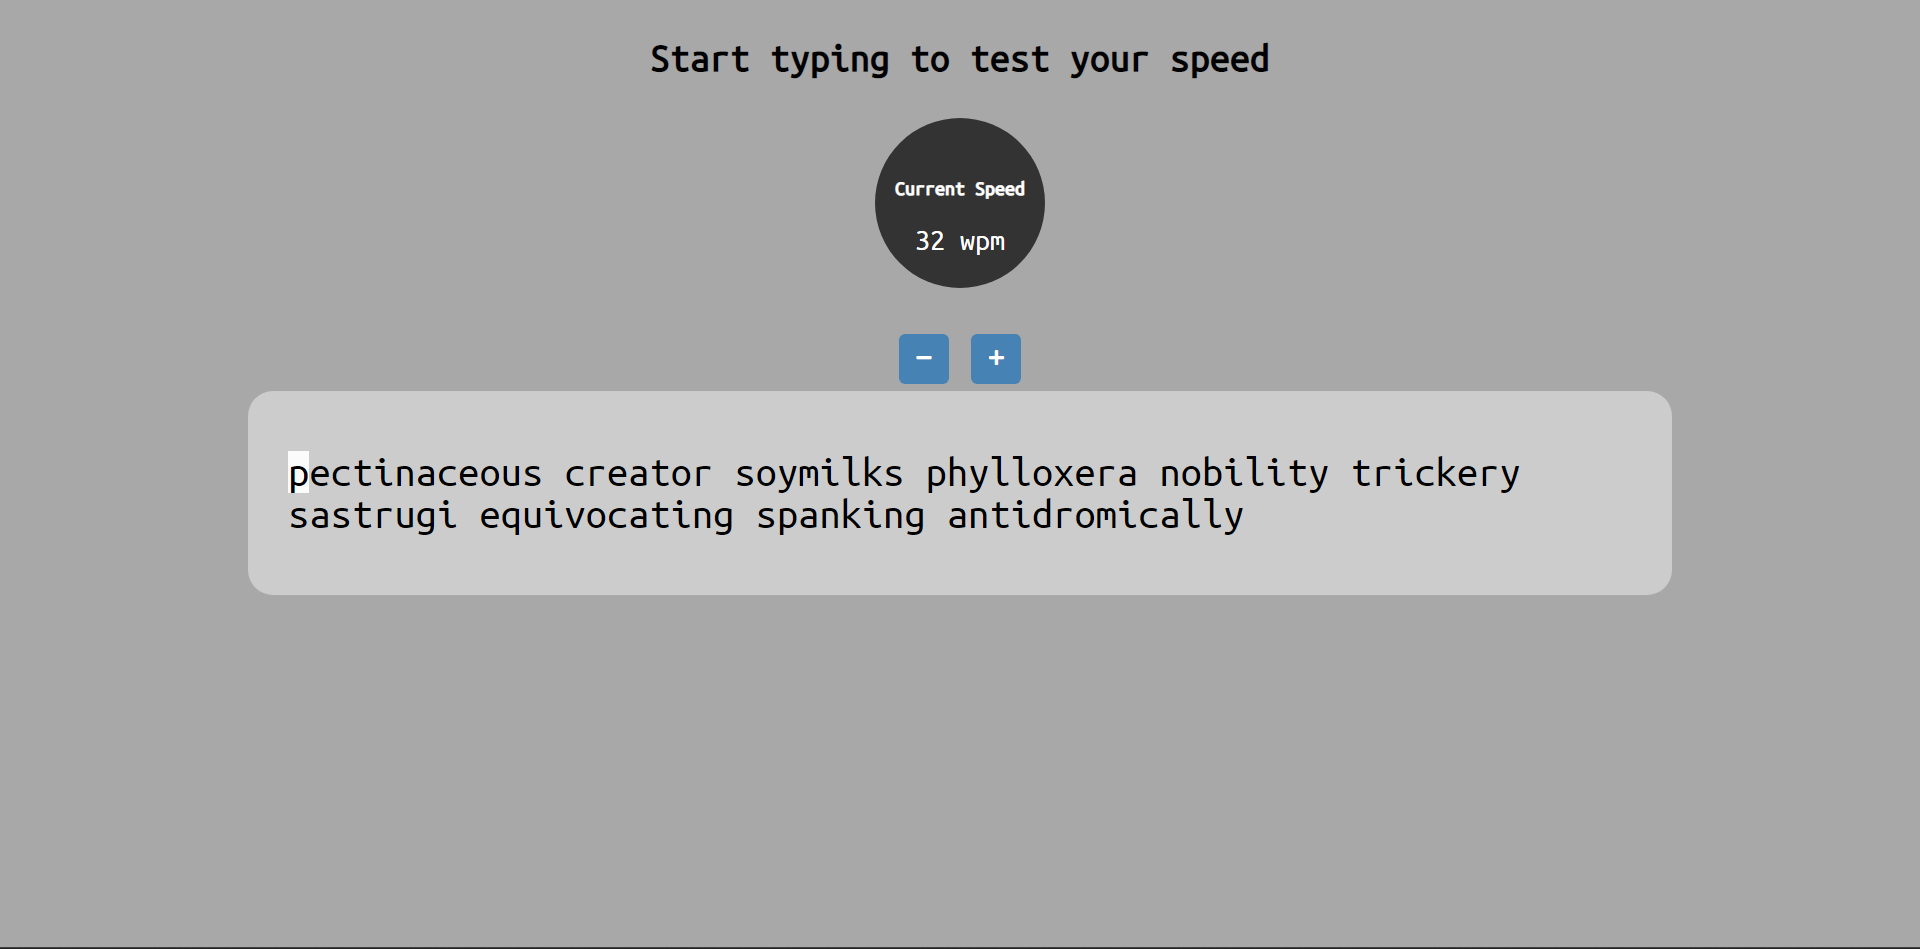 Start typing to test your speed
Current Speed
32 wpm
- +
pectinaceous creator soymilks phylloxera nobility trickery
sastrugi equivocating spanking antidromically